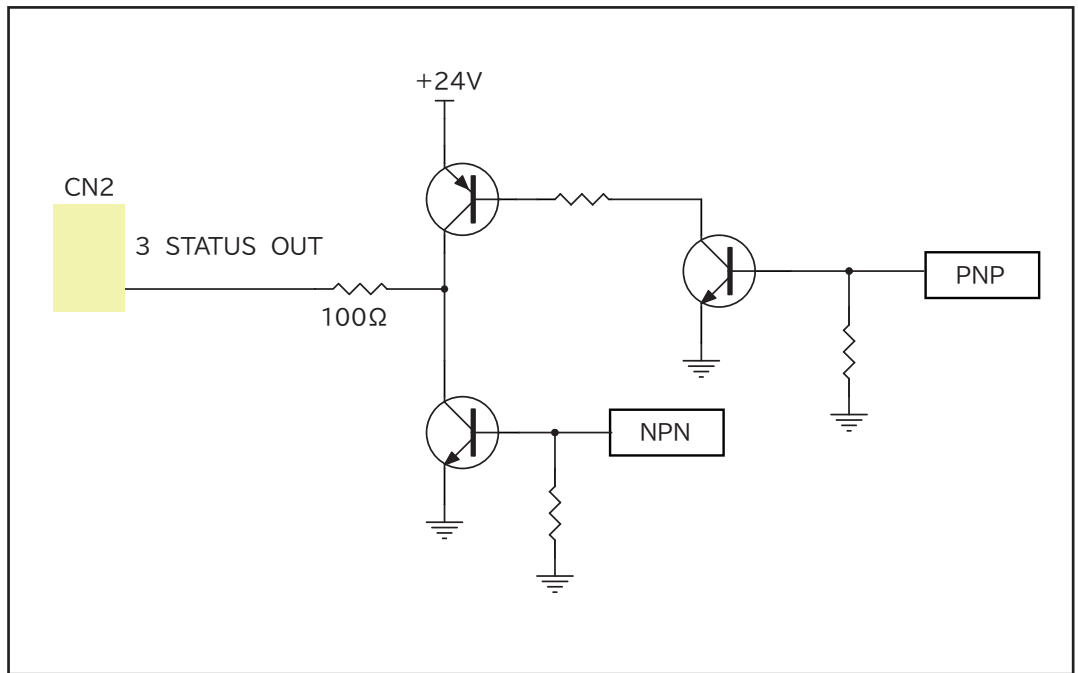 +24V
CN2
3 STATUS OUT
100Ω
PNP
NPN